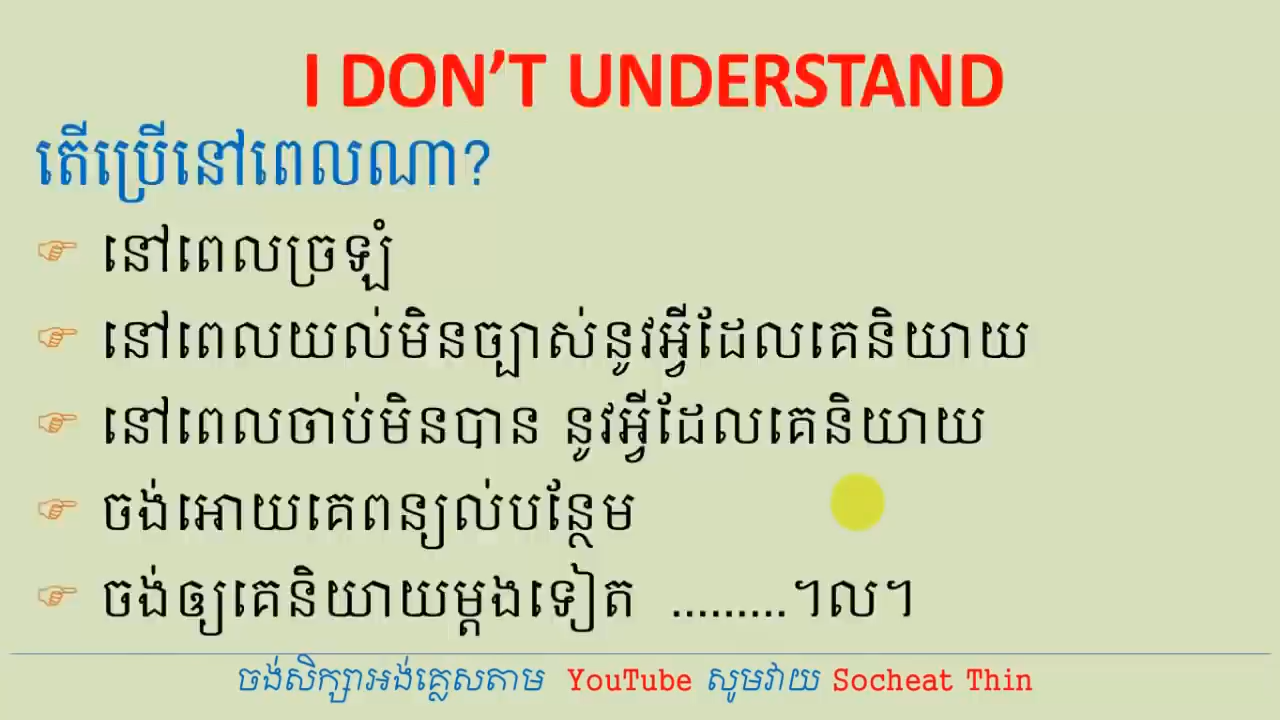 I DON’T UNDERSTAND
តើប្រើនៅពេលណា?
នៅពេលច្រឡំ
នៅពេលយល់មិនច្បាស់នូវអ្វីដែលគេនិយាយ
នៅពេលចាប់មិនបាន នូវអ្វីដែលគេនិយាយ
ចង់អោយគេពន្យល់បន្ថែម
ចង់ឲ្យគេនិយាយម្តងទៀត .........។ល។
ចង់សិក្សាអង់គ្លេសតាម YouTube សូមវាយ Socheat Thin